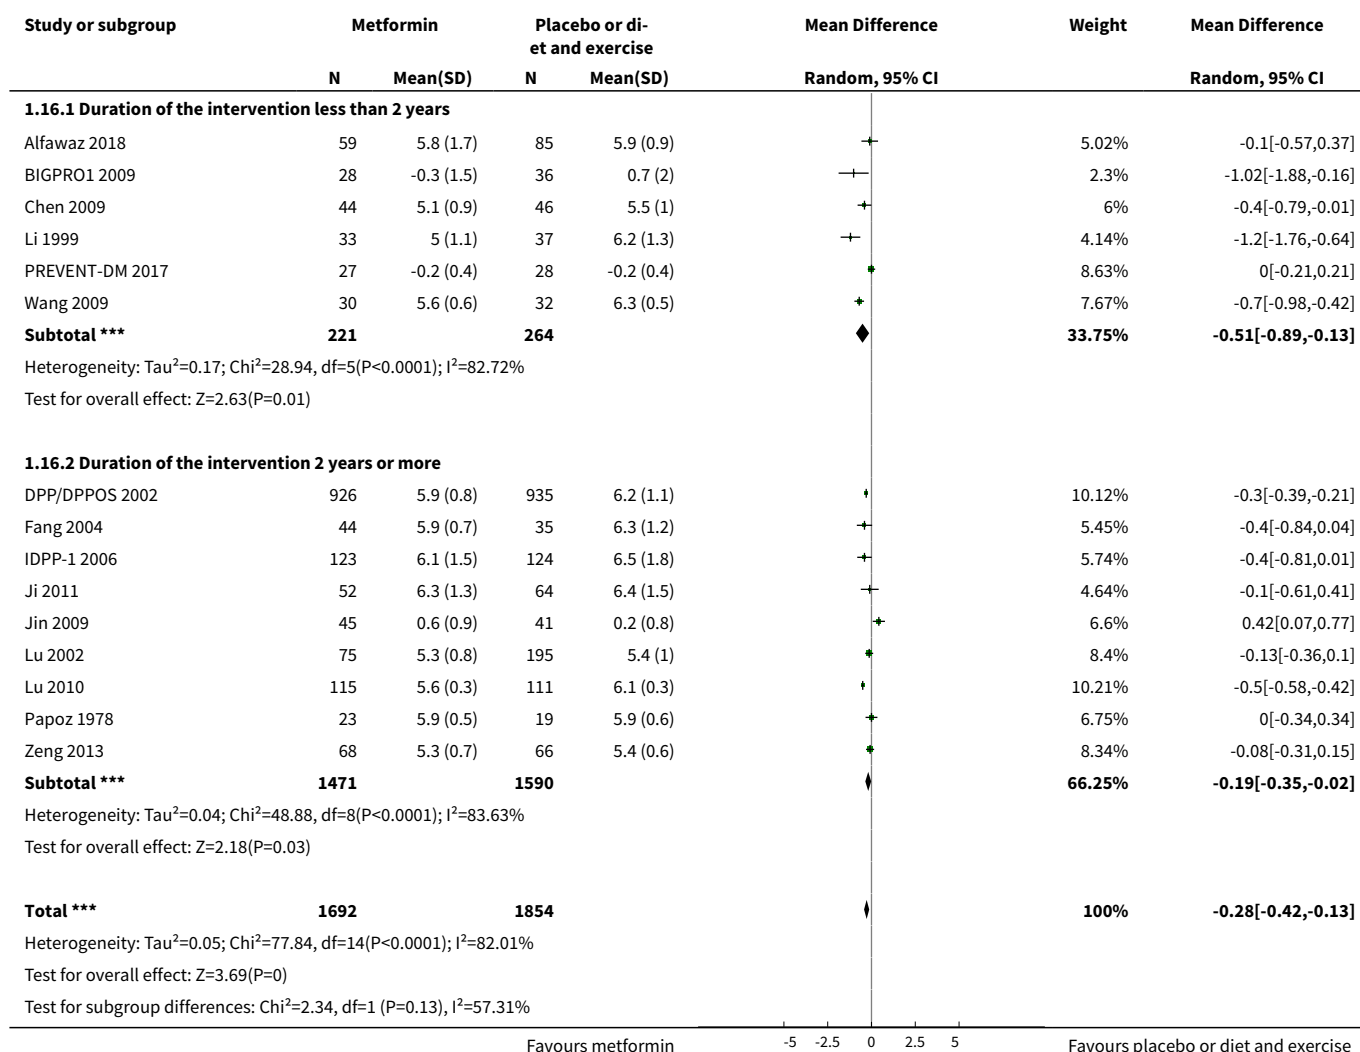 Study or subgroup Metformin Placebo or di- Mean Difference Weight Mean Difference
et and exercise
N Mean(SD) N Mean(SD) Random, 95% CI Random, 95% CI
1.16.1 Duration of the intervention less than 2 years
Alfawaz 2018 59 5.8 (1.7) 85 5.9 (0.9) 5.02% -0.1[-0.57,0.37]
BIGPRO1 2009 28 -0.3 (1.5) 36 0.7 (2) 2.3% -1.02[-1.88,-0.16]
Chen 2009 44 5.1 (0.9) 46 5.5 (1) 6% -0.4[-0.79,-0.01]
Li 1999 33 5 (1.1) 37 6.2 (1.3) 4.14% -1.2[-1.76,-0.64]
PREVENT-DM 2017 27 -0.2 (0.4) 28 -0.2 (0.4) 8.63% 0[-0.21,0.21]
Wang 2009 30 5.6 (0.6) 32 6.3 (0.5) 7.67% -0.7[-0.98,-0.42]
Subtotal *** 221 264 33.75% -0.51[-0.89,-0.13]
Heterogeneity: Tau²=0.17; Chi²=28.94, df=5(P<0.0001); I²=82.72%
Test for overall effect: Z=2.63(P=0.01)
1.16.2 Duration of the intervention 2 years or more
DPP/DPPOS 2002 926 5.9 (0.8) 935 6.2 (1.1) 10.12% -0.3[-0.39,-0.21]
Fang 2004 44 5.9 (0.7) 35 6.3 (1.2) 5.45% -0.4[-0.84,0.04]
IDPP-1 2006 123 6.1 (1.5) 124 6.5 (1.8) 5.74% -0.4[-0.81,0.01]
Ji 2011 52 6.3 (1.3) 64 6.4 (1.5) 4.64% -0.1[-0.61,0.41]
Jin 2009 45 0.6 (0.9) 41 0.2 (0.8) 6.6% 0.42[0.07,0.77]
Lu 2002 75 5.3 (0.8) 195 5.4 (1) 8.4% -0.13[-0.36,0.1]
Lu 2010 115 5.6 (0.3) 111 6.1 (0.3) 10.21% -0.5[-0.58,-0.42]
Papoz 1978 23 5.9 (0.5) 19 5.9 (0.6) 6.75% 0[-0.34,0.34]
Zeng 2013 68 5.3 (0.7) 66 5.4 (0.6) 8.34% -0.08[-0.31,0.15]
Subtotal *** 1471 1590 66.25% -0.19[-0.35,-0.02]
Heterogeneity: Tau²=0.04; Chi²=48.88, df=8(P<0.0001); I²=83.63%
Test for overall effect: Z=2.18(P=0.03)
Total *** 1692 1854 100% -0.28[-0.42,-0.13]
Heterogeneity: Tau²=0.05; Chi²=77.84, df=14(P<0.0001); I²=82.01%
Test for overall effect: Z=3.69(P=0)
Test for subgroup differences: Chi²=2.34, df=1 (P=0.13), I²=57.31%
Favours metformin -5 -2.5 0 2.5 5 Favours placebo or diet and exercise